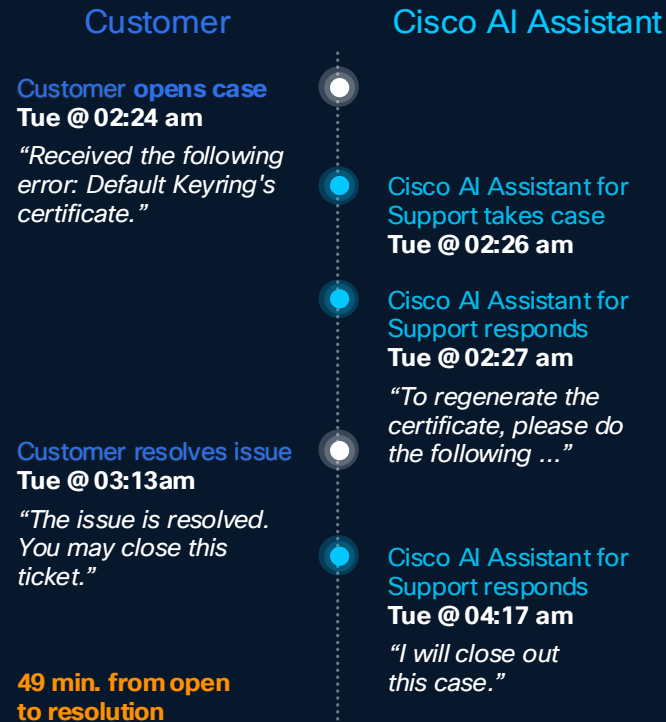 Customer
Cisco AI Assistant
Customer opens case
Tue @ 02:24 am
“Received the following
error: Default Keyring's
certificate.”
Cisco AI Assistant for
Support takes case
Tue @ 02:26 am
Cisco AI Assistant for
Support responds
Tue @ 02:27 am
“To regenerate the
certificate, please do
the following ...”
Customer resolves issue
Tue @ 03:13am
“The issue is resolved.
You may close this
ticket.”
Cisco AI Assistant for
Support responds
Tue @ 04:17 am
“I will close out
this case.”
49 min. from open
to resolution